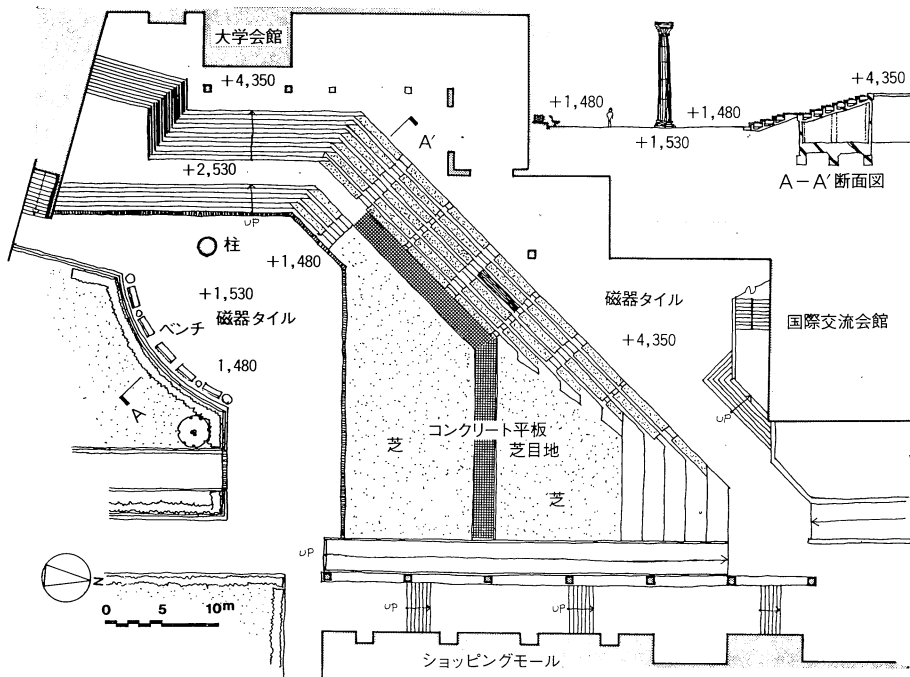 大学会館
+4,350
+4,350
+1,480
+1,480
+1,530
A'
A−A'断面図
+2,530
UP
柱
+1,480
+1,530
磁器タイル
ベンチ
1,480
A
磁器タイル
+4,350
国際交流会館
UP
コンクリート平板
芝目地
芝
芝
UP
N
0 5 10m
UP
UP
UP
ショッピングモール